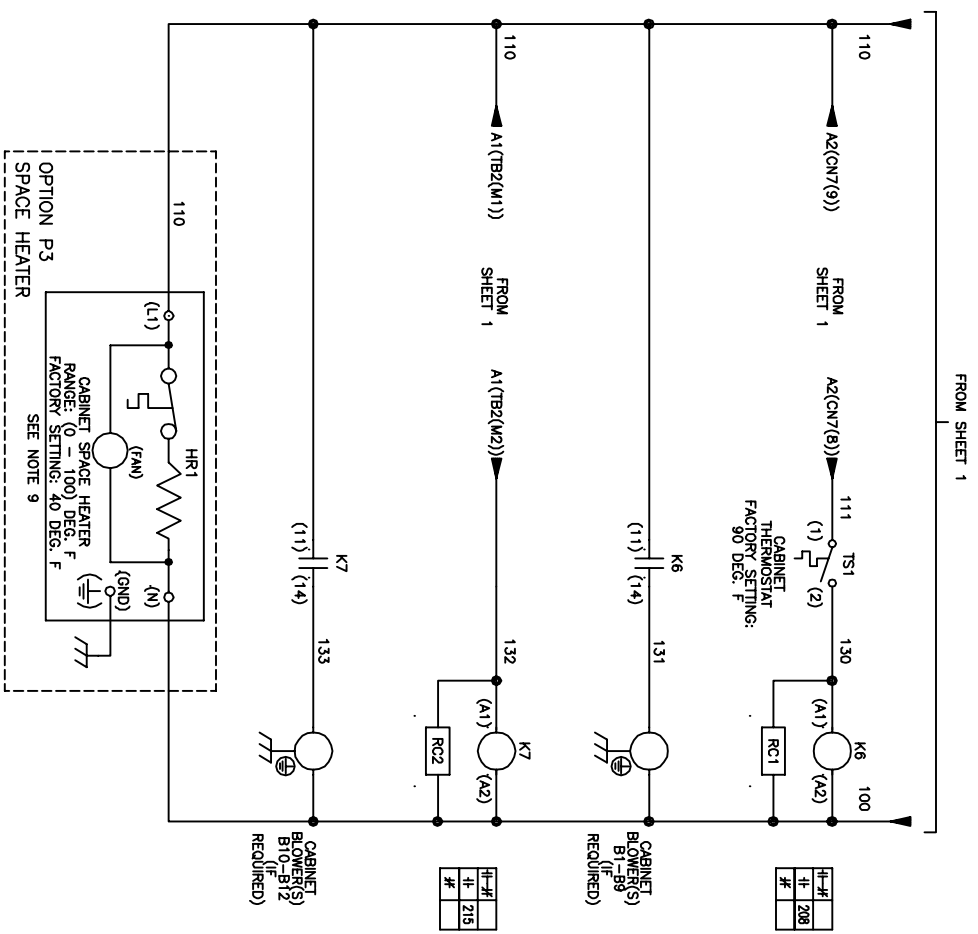 FROM SHEET 1
110
A2(CN7(9))
FROM
SHEET 1
A2(CN7(8))
111
(1)
TS1
(2)
CABINET
THERMOSTAT
FACTORY SETTING:
90 DEG. F
130
K6
(A1)
(A2)
RC1
100
208
K6
(11)
(14)
131
CABINET
BLOWER(S)
B1-B9
(IF
REQUIRED)
110
A1(TB2(M1))
FROM
SHEET 1
A1(TB2(M2))
132
K7
(A1)
(A2)
RC2
215
K7
(11)
(14)
133
CABINET
BLOWER(S)
B10-B12
(IF
REQUIRED)
110
(L1)
HR1
(FAN)
(N)
(GND)
CABINET SPACE HEATER
RANGE: (0 - 100) DEG. F
FACTORY SETTING: 40 DEG. F
SEE NOTE 9
OPTION P3
SPACE HEATER